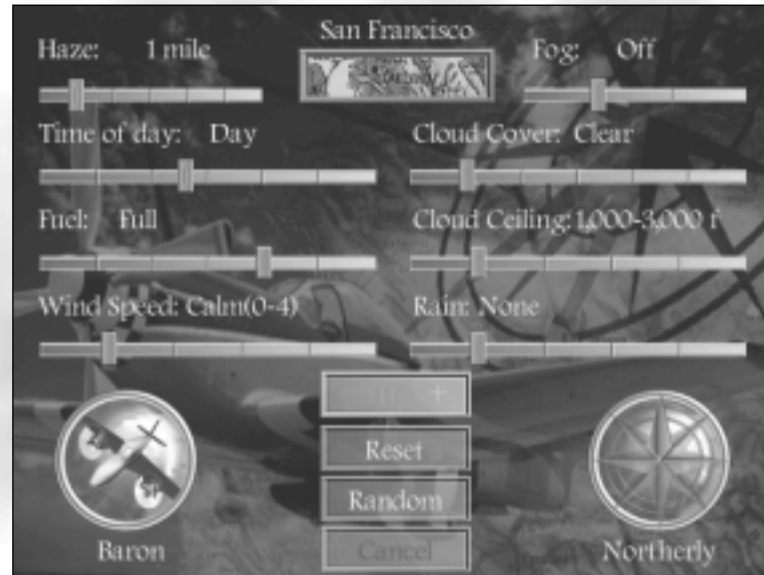 San Francisco
Haze: 1 mile
Fog: Off
Time of day: Day
Cloud Cover: Clear
Fuel: Full
Cloud Ceiling: 1,000-3,000 f
Wind Speed: Calm(0-4)
Rain: None
Reset
Random
Cancel
Baron
Northerly